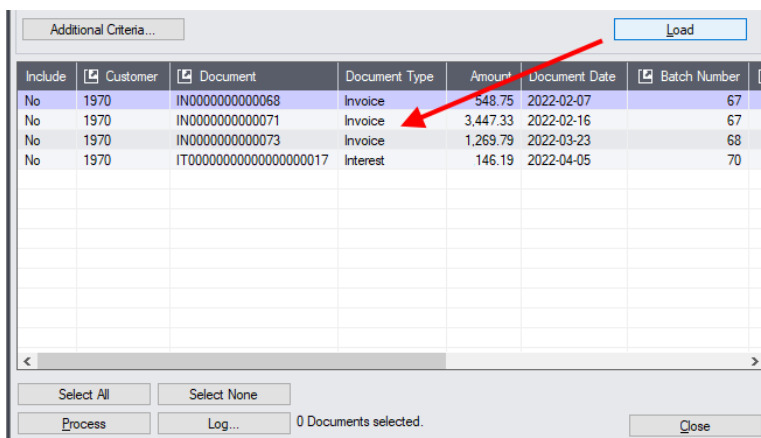 Additional Criteria... Load
Include Customer Document Document Type Amount Document Date Batch Number
No 1970 IN0000000000068 Invoice 548.75 2022-02-07 67
No 1970 IN0000000000071 Invoice 3,447.33 2022-02-16 67
No 1970 IN0000000000073 Invoice 1,269.79 2022-03-23 68
No 1970 IT00000000000000000017 Interest 146.19 2022-04-05 70
Select All Select None
Process Log... 0 Documents selected. Close